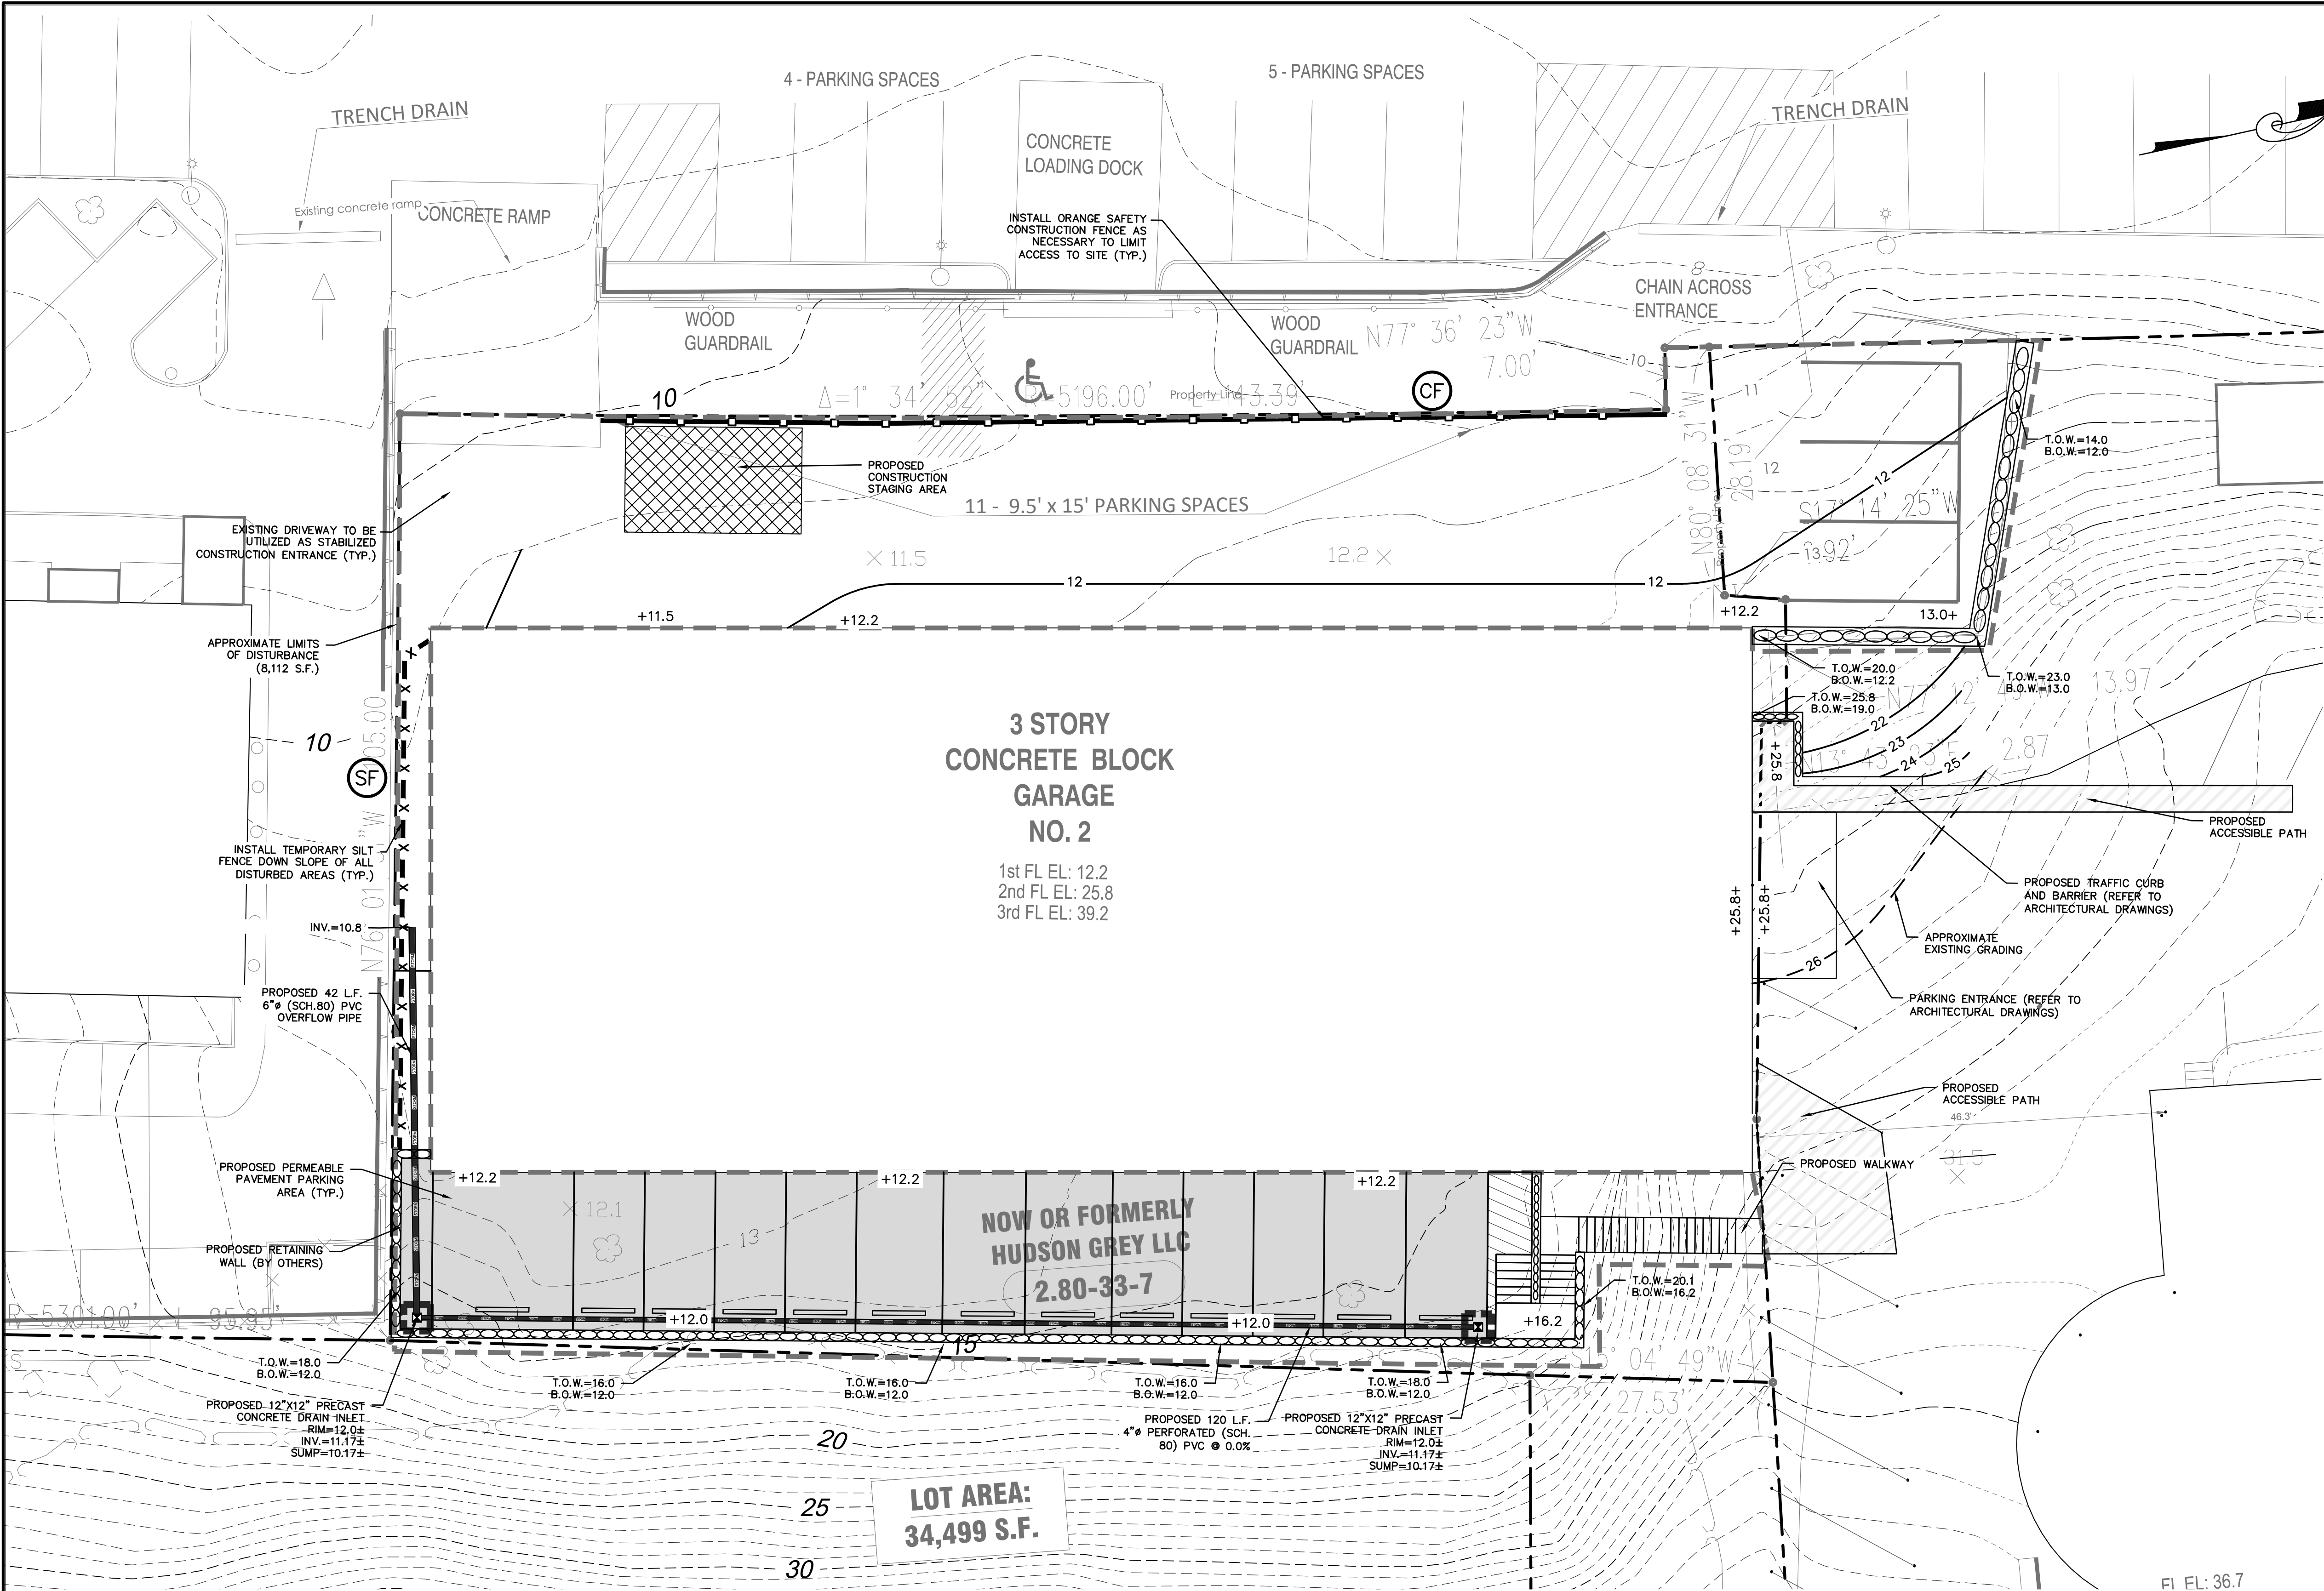 4 - PARKING SPACES
5 - PARKING SPACES
TRENCH DRAIN
TRENCH DRAIN
CONCRETE
LOADING DOCK
Existing concrete ramp
CONCRETE RAMP
INSTALL ORANGE SAFETY
CONSTRUCTION FENCE AS
NECESSARY TO LIMIT
ACCESS TO SITE (TYP.)
CHAIN ACROSS
ENTRANCE
WOOD
GUARDRAIL
WOOD
GUARDRAIL
N77° 36' 23"W
7.00'
10
10
11
Δ=1° 34' 52" R=5196.00' L=143.39'
Property Line
CF
N80° 08' 31"W
28.19'
T.O.W.=14.0
B.O.W.=12.0
12
12
PROPOSED
CONSTRUCTION
STAGING AREA
11 - 9.5' x 15' PARKING SPACES
S17° 14' 25"W
13
EXISTING DRIVEWAY TO BE
UTILIZED AS STABILIZED
CONSTRUCTION ENTRANCE (TYP.)
× 11.5
12.2 ×
12
12
+11.5
+12.2
+12.2
13.0+
APPROXIMATE LIMITS
OF DISTURBANCE
(8,112 S.F.)
T.O.W.=20.0
B.O.W.=12.2
T.O.W.=23.0
B.O.W.=13.0
T.O.W.=25.8
B.O.W.=19.0
13.97
2.87
22
23
24
25
+25.8
10
SF
3 STORY
CONCRETE BLOCK
GARAGE
NO. 2
1st FL EL: 12.2
2nd FL EL: 25.8
3rd FL EL: 39.2
PROPOSED
ACCESSIBLE PATH
INSTALL TEMPORARY SILT
FENCE DOWN SLOPE OF ALL
DISTURBED AREAS (TYP.)
PROPOSED TRAFFIC CURB
AND BARRIER (REFER TO
ARCHITECTURAL DRAWINGS)
+25.8+
+25.8+
INV.=10.8
APPROXIMATE
EXISTING GRADING
26
PROPOSED 42 L.F.
6"ø (SCH.80) PVC
OVERFLOW PIPE
PARKING ENTRANCE (REFER TO
ARCHITECTURAL DRAWINGS)
PROPOSED
ACCESSIBLE PATH
46.3'
PROPOSED PERMEABLE
PAVEMENT PARKING
AREA (TYP.)
PROPOSED WALKWAY
31.5
+12.2
+12.2
+12.2
× 12.1
13
NOW OR FORMERLY
HUDSON GREY LLC
2.80-33-7
PROPOSED RETAINING
WALL (BY OTHERS)
T.O.W.=20.1
B.O.W.=16.2
R=5301.00' L=95.95'
+12.0
+12.0
+16.2
15
T.O.W.=18.0
B.O.W.=12.0
T.O.W.=16.0
B.O.W.=12.0
T.O.W.=16.0
B.O.W.=12.0
T.O.W.=16.0
B.O.W.=12.0
T.O.W.=18.0
B.O.W.=12.0
S15° 04' 49"W
27.53'
PROPOSED 12"X12" PRECAST
CONCRETE DRAIN INLET
RIM=12.0±
INV.=11.17±
SUMP=10.17±
PROPOSED 120 L.F.
4"ø PERFORATED (SCH.
80) PVC @ 0.0%
PROPOSED 12"X12" PRECAST
CONCRETE DRAIN INLET
RIM=12.0±
INV.=11.17±
SUMP=10.17±
20
25
30
LOT AREA:
34,499 S.F.
FL EL: 36.7